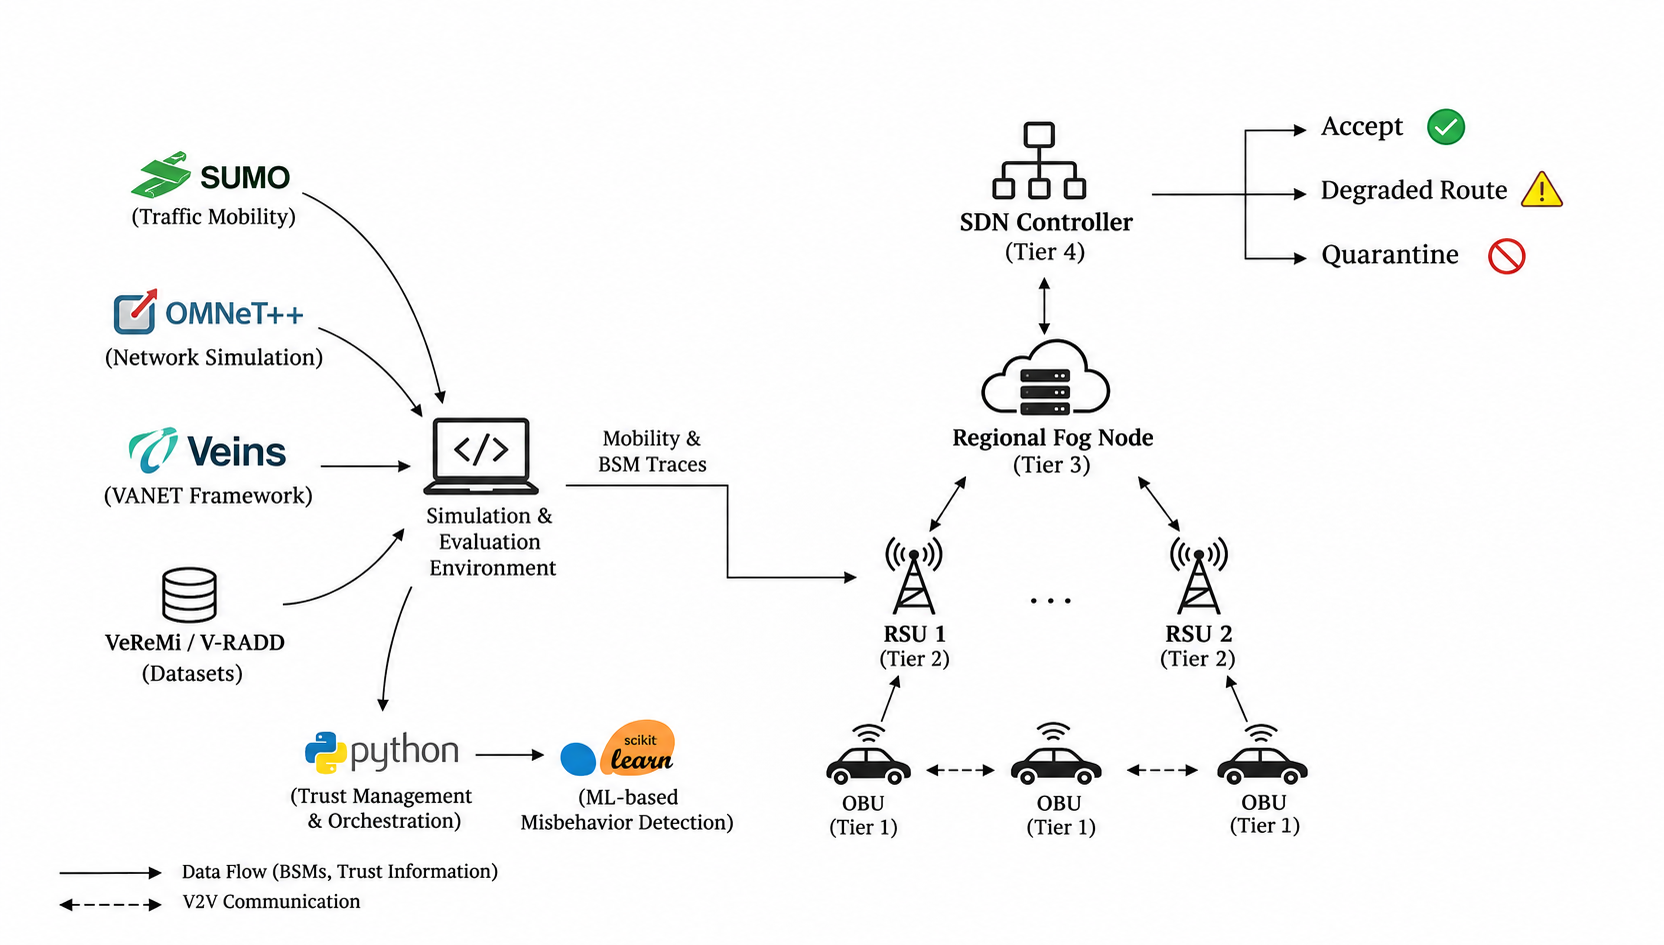 SUMO
(Traffic Mobility)
OMNeT++
(Network Simulation)
Veins
(VANET Framework)
VeReMi / V-RADD
(Datasets)
</>
Simulation &
Evaluation
Environment
Mobility &
BSM Traces
python
(Trust Management
& Orchestration)
scikit
learn
(ML-based
Misbehavior Detection)
SDN Controller
(Tier 4)
Accept
Degraded Route
Quarantine
Regional Fog Node
(Tier 3)
RSU 1
(Tier 2)
...
RSU 2
(Tier 2)
OBU
(Tier 1)
OBU
(Tier 1)
OBU
(Tier 1)
Data Flow (BSMs, Trust Information)
V2V Communication